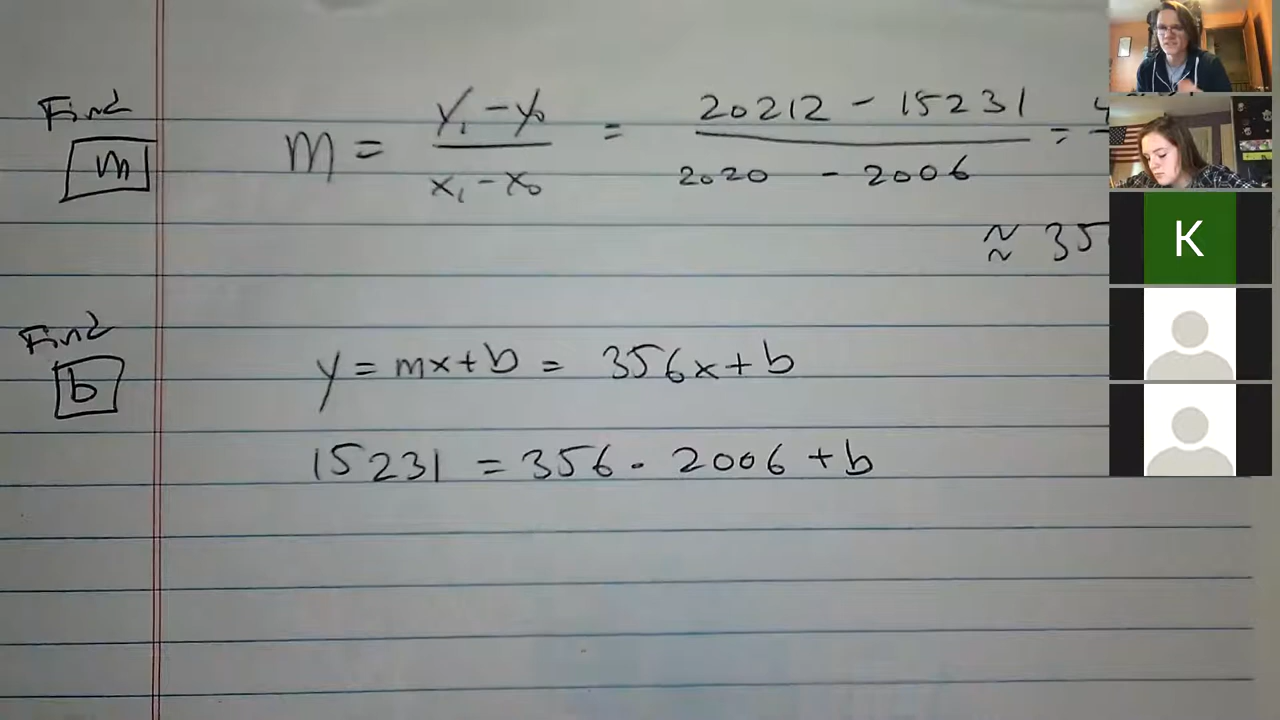 Find
m
m = y₁ - y₀ / x₁ - x₀ = 20212 - 15231 / 2020 - 2006 =
≈ 35
Find
b
y = mx + b = 356x + b
15231 = 356 · 2006 + b
K